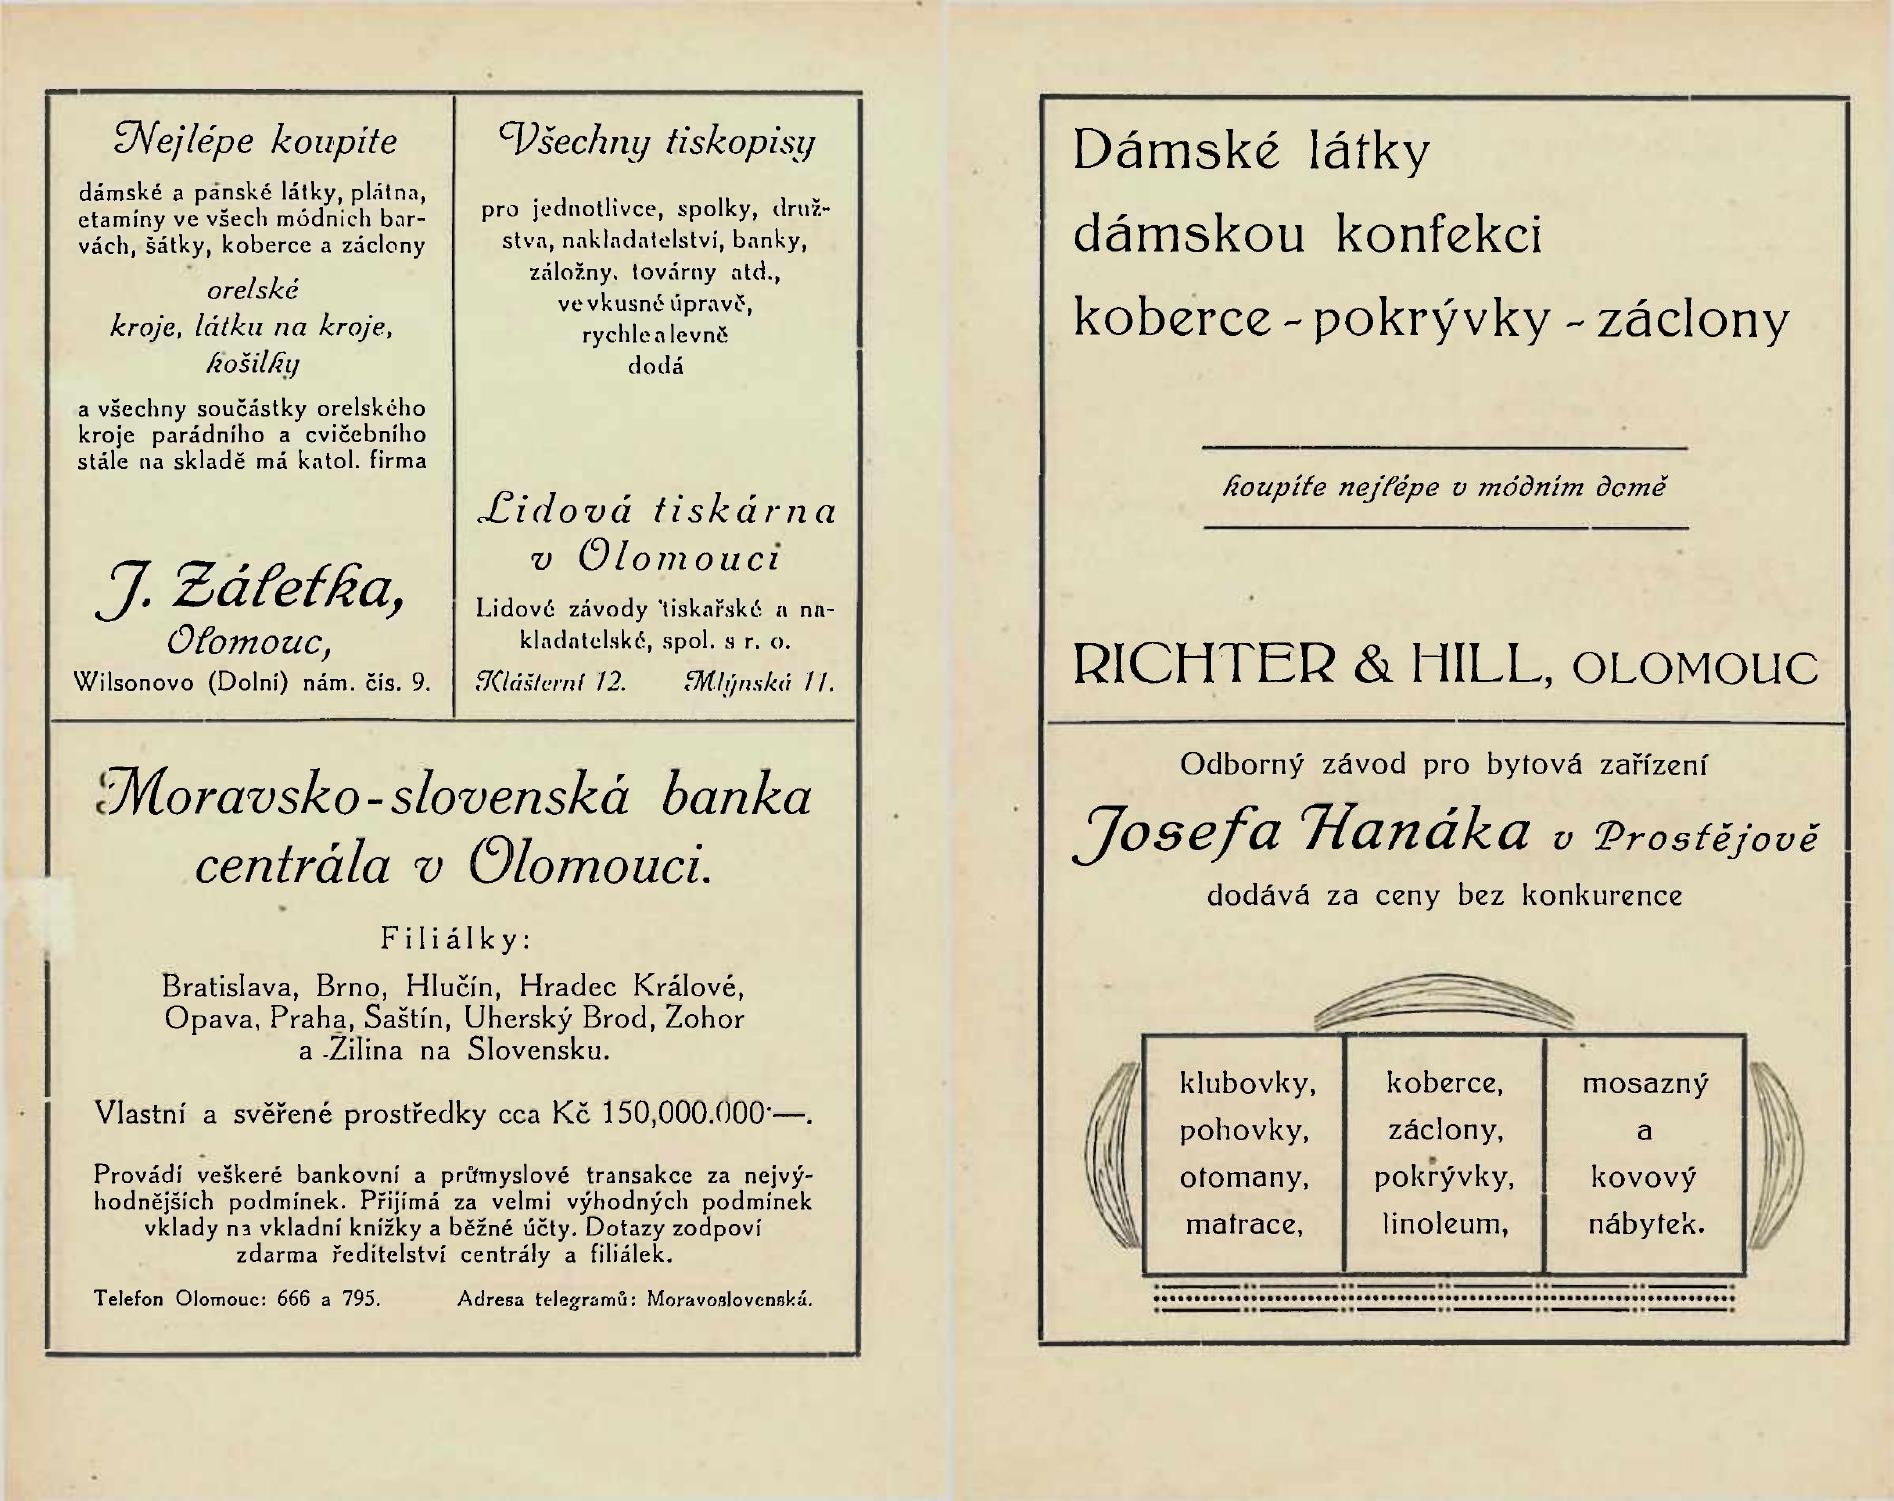 Nejlépe koupíte
dámské a pánské látky, plátna,
etaminy ve všech módních bar-
vách, šátky, koberce a záclony
orelské
kroje, látku na kroje,
košilky
a všechny součástky orelského
kroje parádního a cvičebního
stále na skladě má katol. firma
J. Záletka,
Olomouc,
Wilsonovo (Dolní) nám. čís. 9.
Všechny tiskopisy
pro jednotlivce, spolky, druž-
stva, nakladatelství, banky,
záložny, továrny atd.,
ve vkusné úpravě,
rychle a levně
dodá
Lidová tiskárna
v Olomouci
Lidové závody tiskařské a na-
kladatelské, spol. s r. o.
Klášterní 12. Mlýnská 11.
Moravsko-slovenská banka
centrála v Olomouci.
Filiálky:
Bratislava, Brno, Hlučín, Hradec Králové,
Opava, Praha, Šaštín, Uherský Brod, Zohor
a Žilina na Slovensku.
Vlastní a svěřené prostředky cca Kč 150,000.000·—.
Provádí veškeré bankovní a průmyslové transakce za nejvý-
hodnějších podmínek. Přijímá za velmi výhodných podmínek
vklady na vkladní knížky a běžné účty. Dotazy zodpoví
zdarma ředitelství centrály a filiálek.
Telefon Olomouc: 666 a 795. Adresa telegramů: Moravoslovenská.
Dámské látky
dámskou konfekci
koberce - pokrývky - záclony
koupíte nejlépe v módním domě
RICHTER & HILL, OLOMOUC
Odborný závod pro bytová zařízení
Josefa Hanáka v Prostějově
dodává za ceny bez konkurence
klubovky,
pohovky,
otomany,
matrace,
koberce,
záclony,
pokrývky,
linoleum,
mosazný
a
kovový
nábytek.